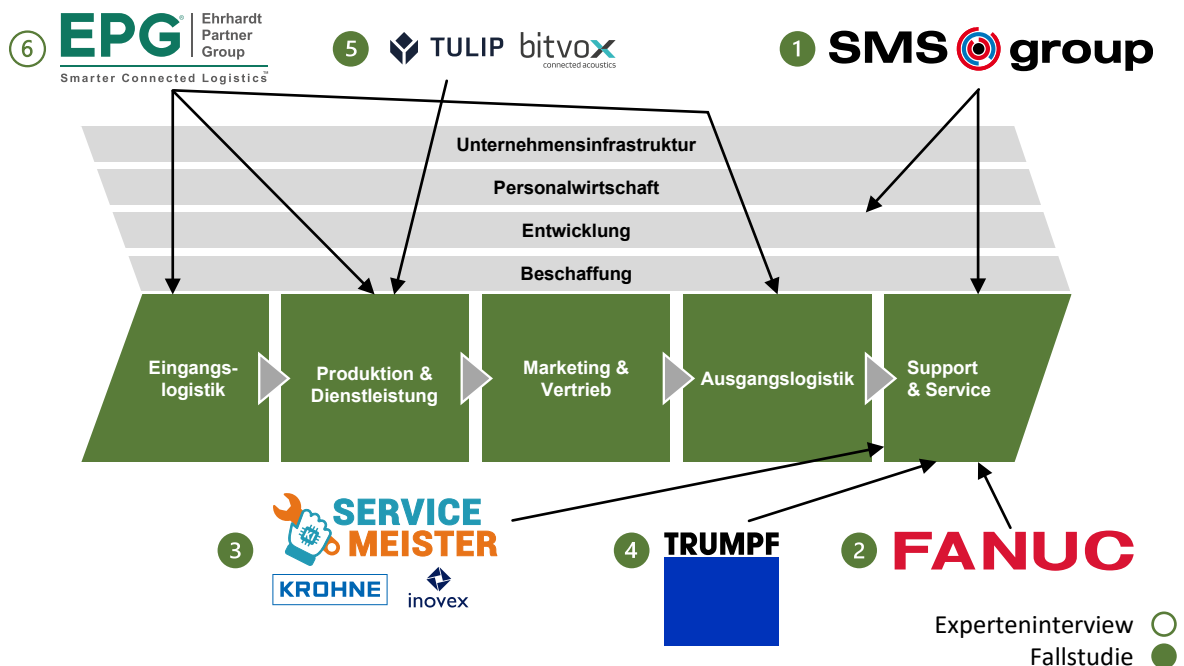 6
EPG®
Ehrhardt
Partner
Group
Smarter Connected Logistics™
5
TULIP
bitvox
connected acoustics
1
SMS group
Unternehmensinfrastruktur
Personalwirtschaft
Entwicklung
Beschaffung
Eingangs-
logistik
Produktion &
Dienstleistung
Marketing &
Vertrieb
Ausgangslogistik
Support
& Service
3
KI
SERVICE
MEISTER
KROHNE
inovex
4
TRUMPF
2
FANUC
Experteninterview
Fallstudie